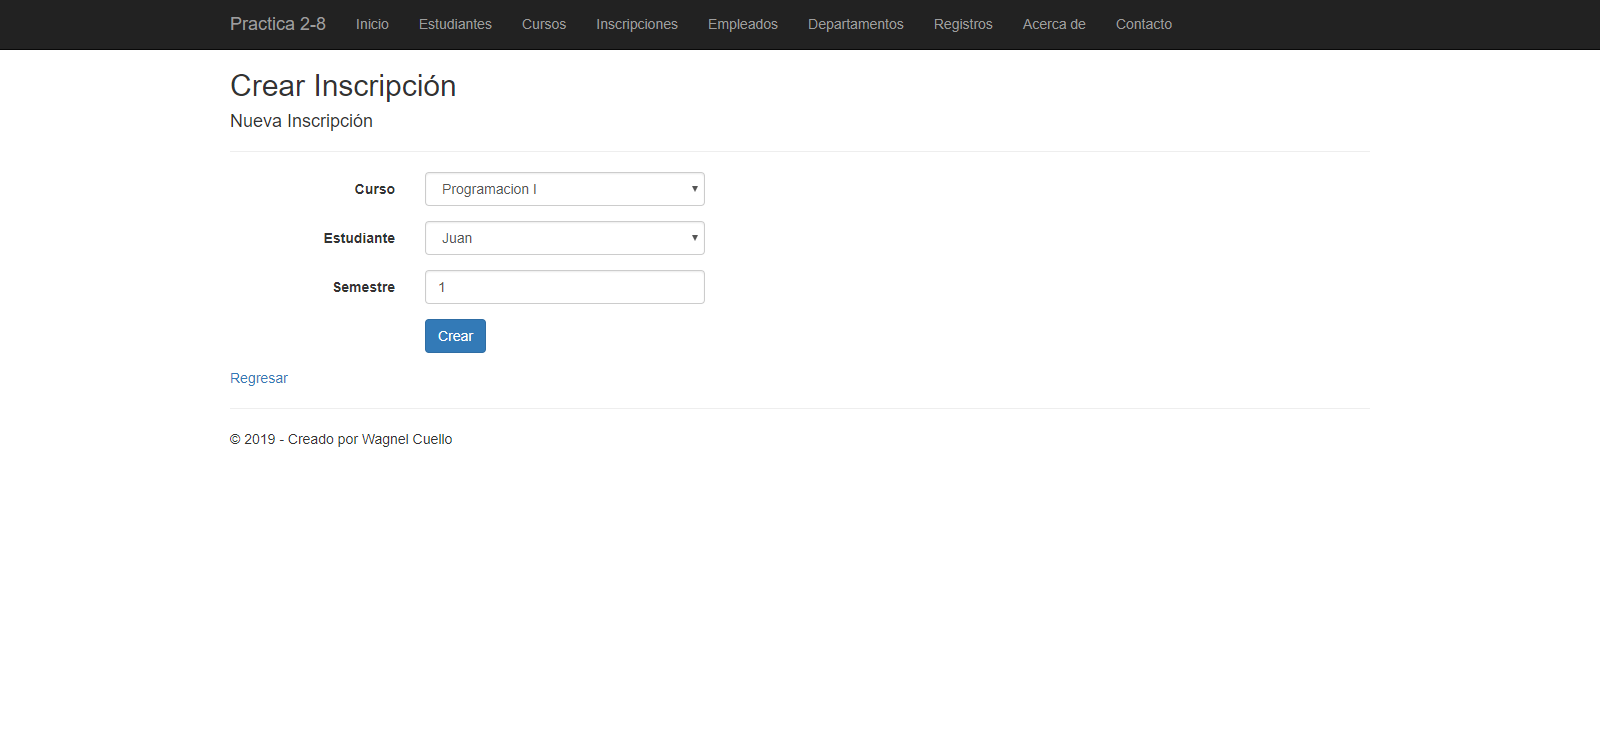 Practica 2-8 Inicio Estudiantes Cursos Inscripciones Empleados Departamentos Registros Acerca de Contacto
Crear Inscripción
Nueva Inscripción
Curso Programacion I
Estudiante Juan
Semestre 1
Crear
Regresar
© 2019 - Creado por Wagnel Cuello